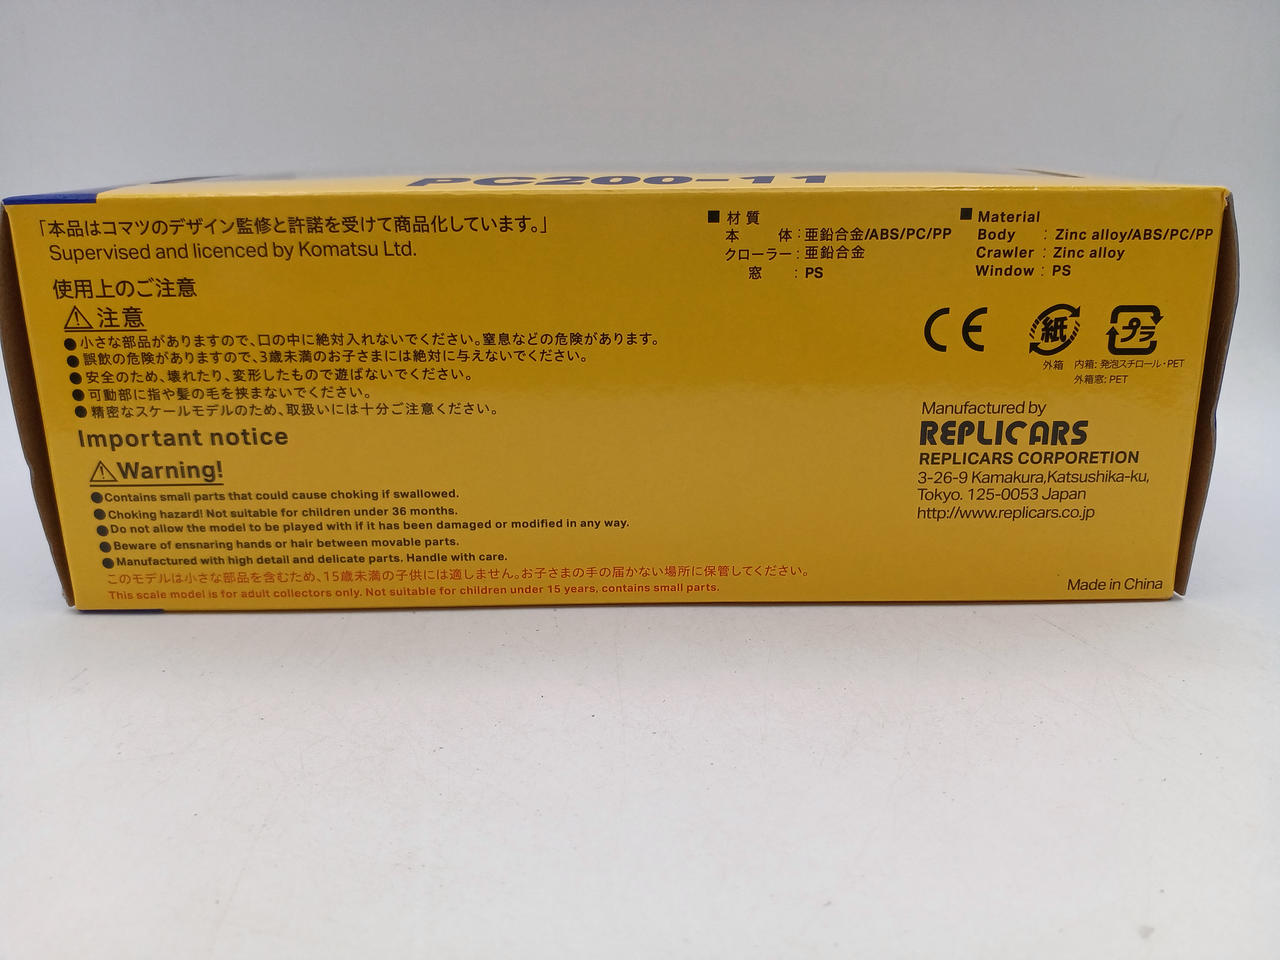 PC200-11
「本品はコマツのデザイン監修と許諾を受けて商品化しています。」
Supervised and licenced by Komatsu Ltd.
使用上のご注意
注意
●小さな部品がありますので、口の中に絶対入れないでください。窒息などの危険があります。
●誤飲の危険がありますので、3歳未満のお子さまには絶対に与えないでください。
●安全のため、壊れたり、変形したもので遊ばないでください。
●可動部に指や髪の毛を挟まないでください。
●精密なスケールモデルのため、取扱いには十分ご注意ください。
Important notice
Warning!
●Contains small parts that could cause choking if swallowed.
●Choking hazard! Not suitable for children under 36 months.
●Do not allow the model to be played with if it has been damaged or modified in any way.
●Beware of ensnaring hands or hair between movable parts.
●Manufactured with high detail and delicate parts. Handle with care.
このモデルは小さな部品を含むため、15歳未満の子供には適しません。お子さまの手の届かない場所に保管してください。
This scale model is for adult collectors only. Not suitable for children under 15 years, contains small parts.
■材質
本 体:亜鉛合金/ABS/PC/PP
クローラー:亜鉛合金
窓 :PS
■Material
Body : Zinc alloy/ABS/PC/PP
Crawler : Zinc alloy
Window : PS
CE
紙
プラ
外箱
内箱:発泡スチロール・PET
外箱窓:PET
Manufactured by
REPLICARS
REPLICARS CORPORETION
3-26-9 Kamakura,Katsushika-ku,
Tokyo. 125-0053 Japan
http://www.replicars.co.jp
Made in China